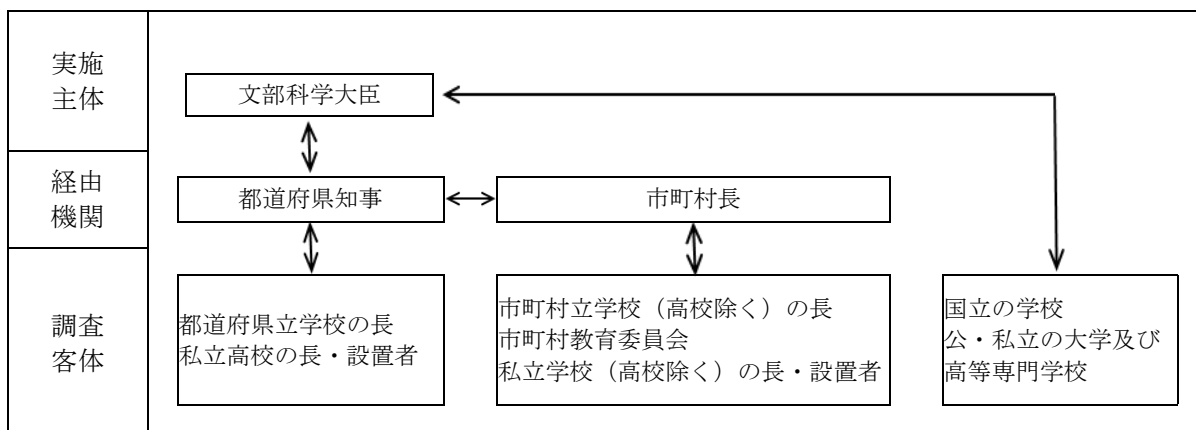 実施
主体
文部科学大臣
経由
機関
都道府県知事
市町村長
調査
客体
都道府県立学校の長
私立高校の長・設置者
市町村立学校（高校除く）の長
市町村教育委員会
私立学校（高校除く）の長・設置者
国立の学校
公・私立の大学及び
高等専門学校